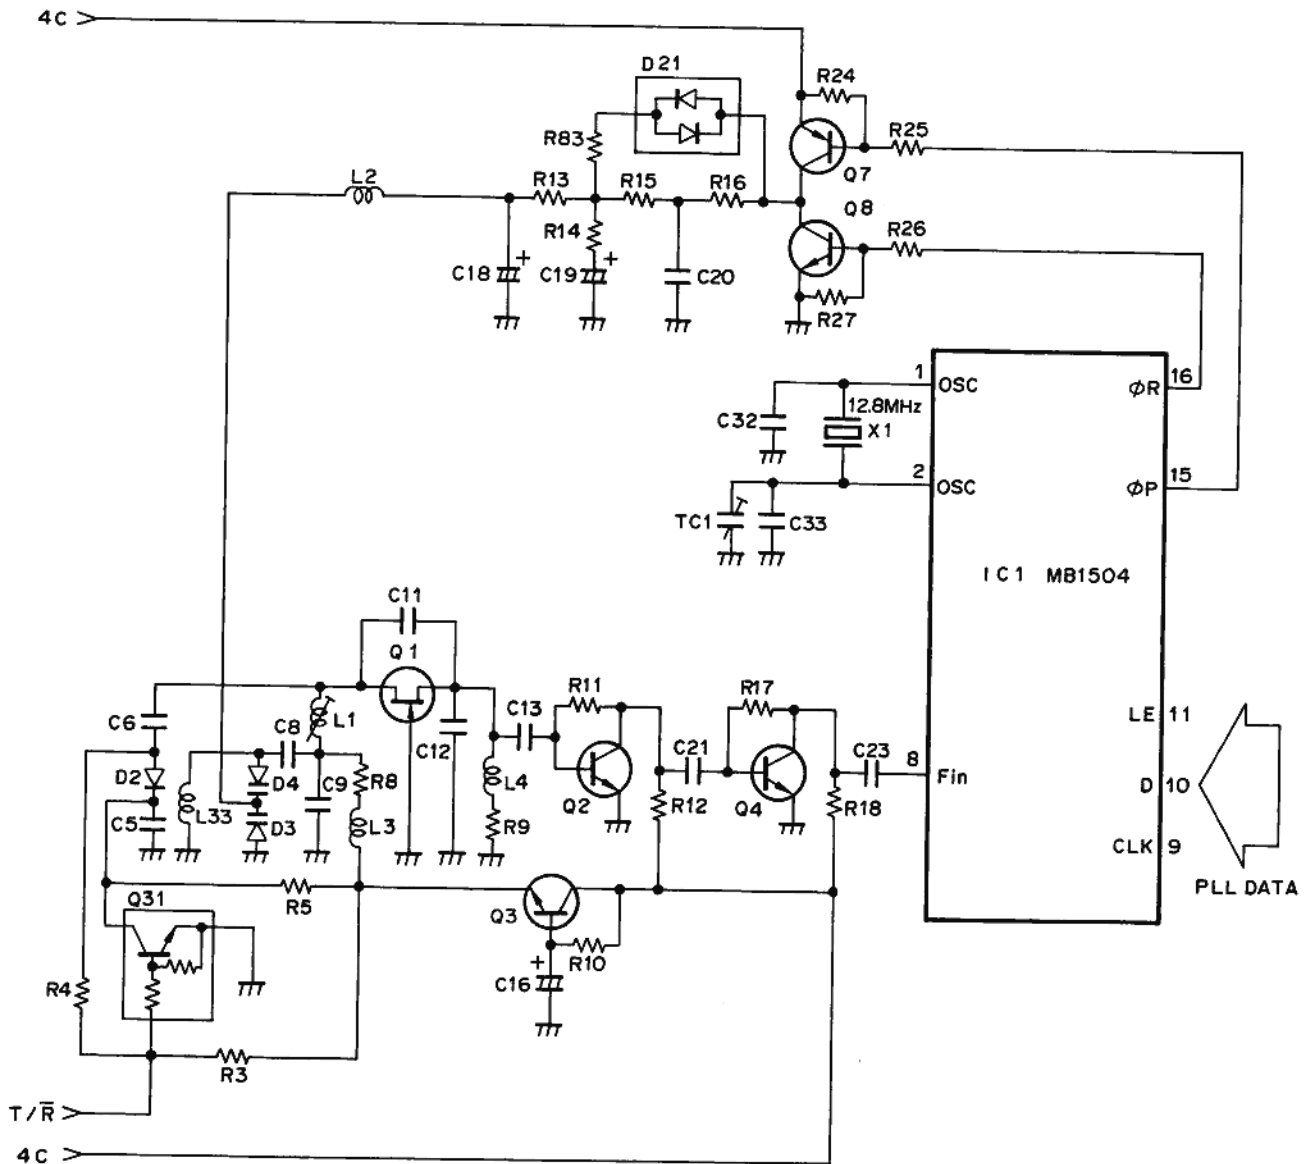 4C
D21
R24
R83
R25
Q7
L2
R13
R15
R16
Q8
R14
R26
C18
+
C19
+
C20
R27
1
OSC
ΦR
16
12.8MHz
C32
X1
2
OSC
ΦP
15
TC1
C33
IC1 MB1504
C11
Q1
R11
R17
C6
C8
L1
C13
C12
LE
11
C21
C23
8
Fin
D2
D4
C9
R8
L4
D
10
C5
L33
D3
L3
R9
Q2
R12
Q4
R18
CLK
9
PLL DATA
R5
Q3
Q31
+
R10
C16
R4
R3
T/R̅
4C